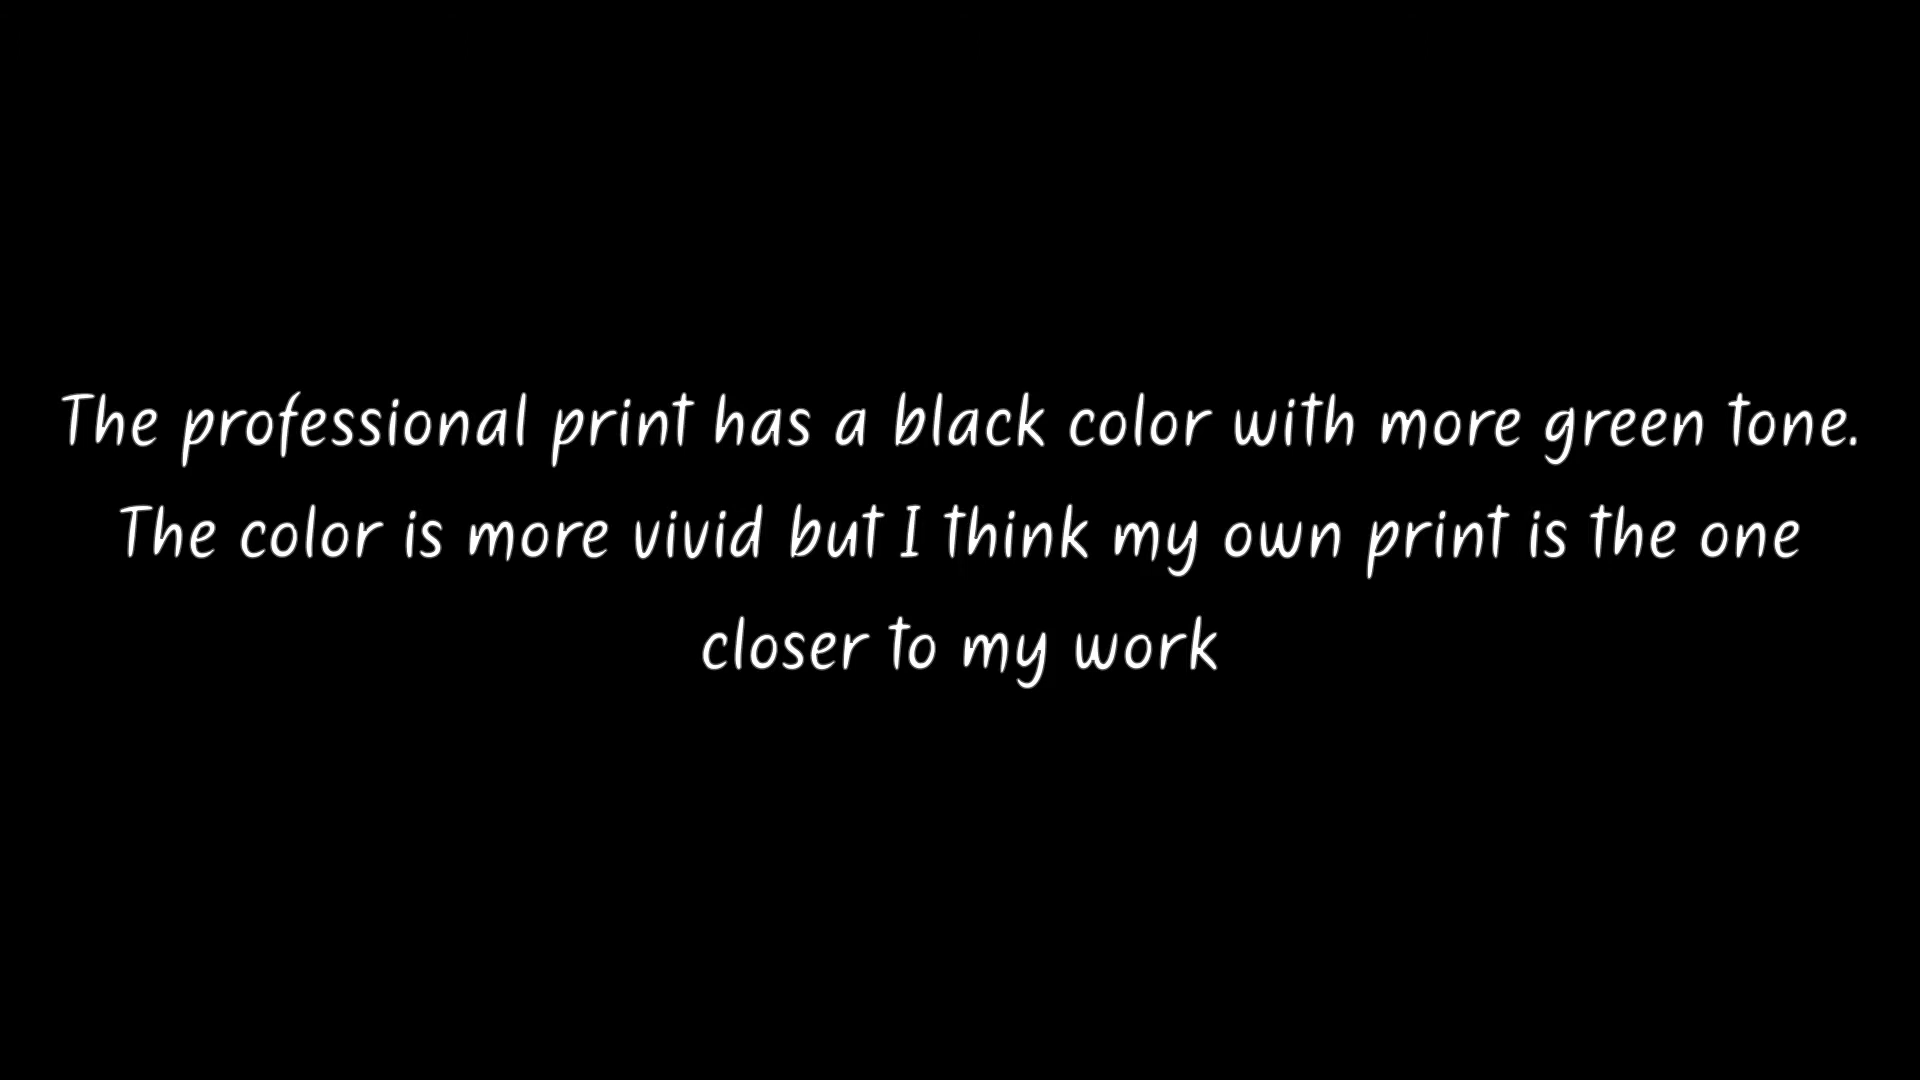 The professional print has a black color with more green tone.
The color is more vivid but I think my own print is the one
closer to my work